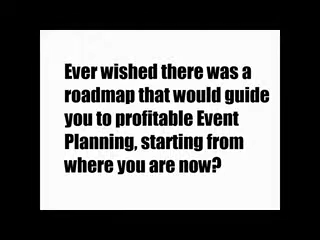 Ever wished there was a
roadmap that would guide
you to profitable Event
Planning, starting from
where you are now?